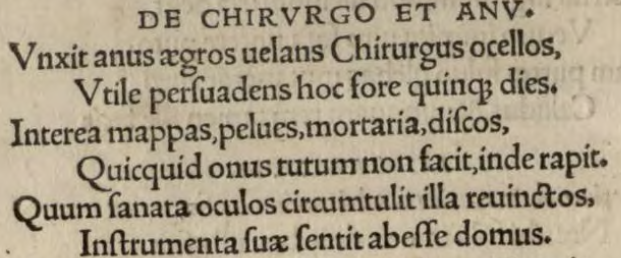 DE CHIRVRGO ET ANV.
Vnxit anus ægros uelans Chirurgus ocellos,
Vtile perſuadens hoc fore quinqꝫ dies.
Interea mappas,pelues,mortaria,diſcos,
Quicquid onus tutum non facit,inde rapit.
Quum ſanata oculos circumtulit illa reuinctos,
Inſtrumenta ſuæ ſentit abeſſe domus.